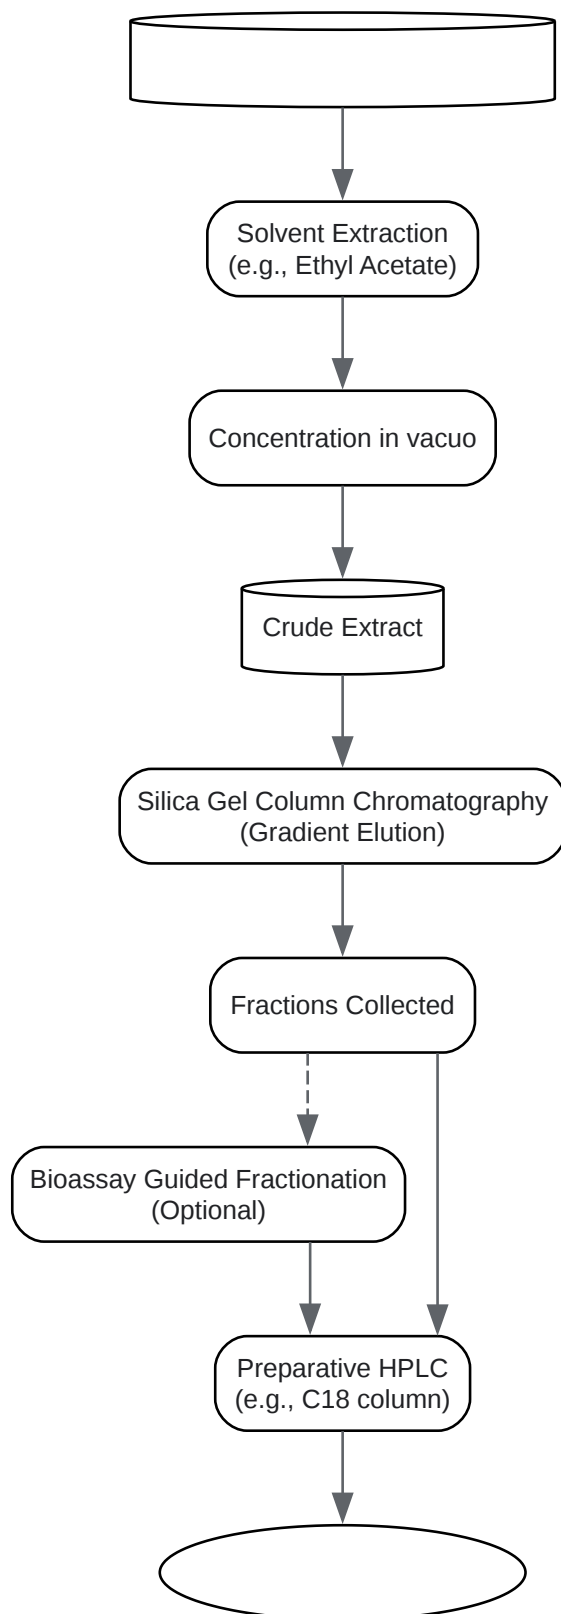 Solvent Extraction
(e.g., Ethyl Acetate)
Concentration in vacuo
Crude Extract
Silica Gel Column Chromatography
(Gradient Elution)
Fractions Collected
Bioassay Guided Fractionation
(Optional)
Preparative HPLC
(e.g., C18 column)